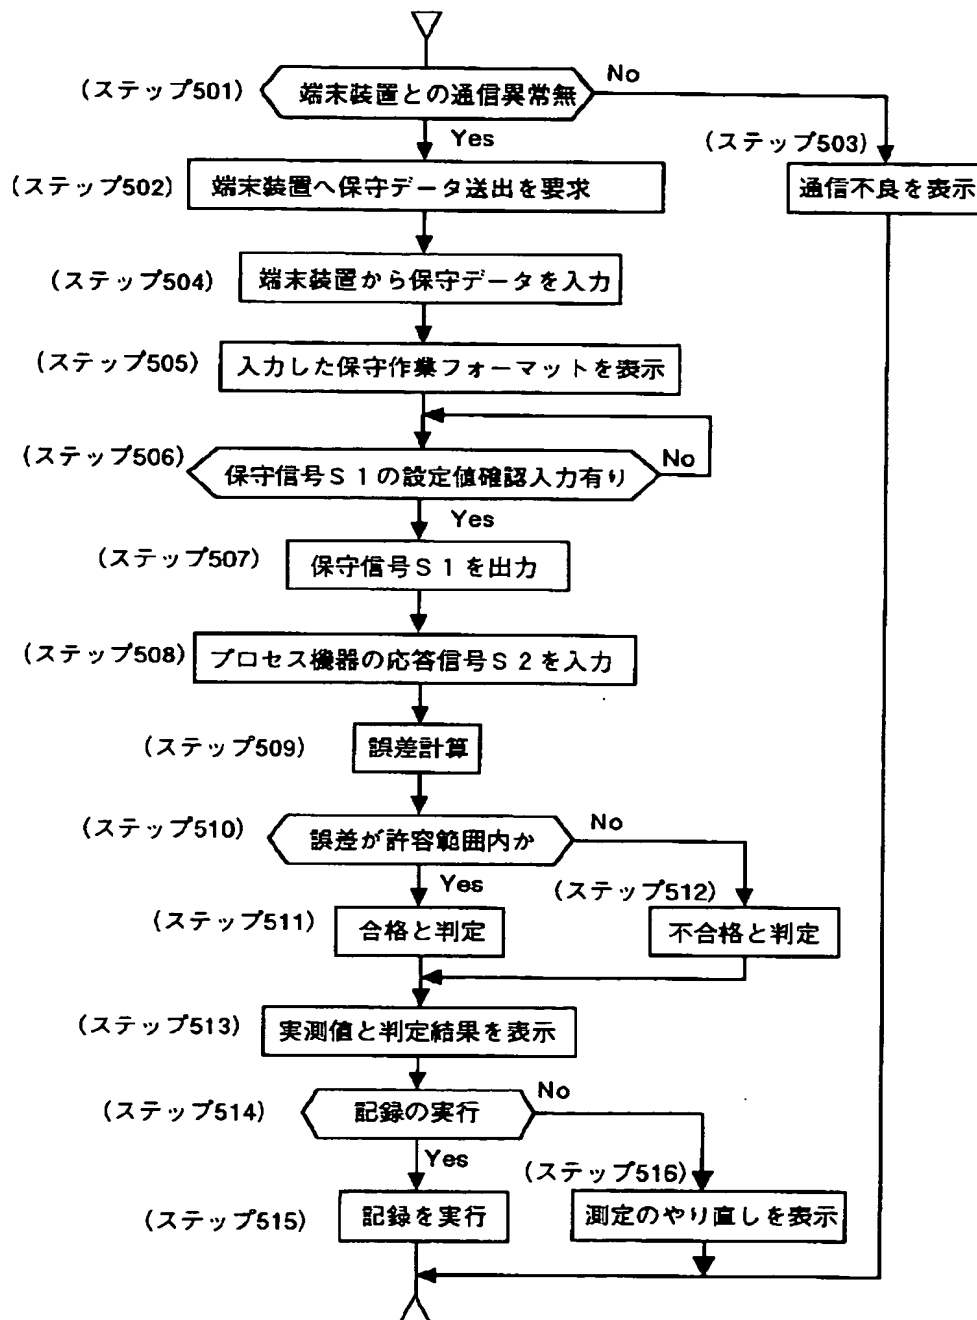 (ステップ501)
端末装置との通信異常無
No
Yes
(ステップ503)
通信不良を表示
(ステップ502)
端末装置へ保守データ送出を要求
(ステップ504)
端末装置から保守データを入力
(ステップ505)
入力した保守作業フォーマットを表示
(ステップ506)
保守信号S1の設定値確認入力有り
No
Yes
(ステップ507)
保守信号S1を出力
(ステップ508)
プロセス機器の応答信号S2を入力
(ステップ509)
誤差計算
(ステップ510)
誤差が許容範囲内か
No
Yes
(ステップ512)
(ステップ511)
合格と判定
不合格と判定
(ステップ513)
実測値と判定結果を表示
(ステップ514)
記録の実行
No
Yes
(ステップ516)
(ステップ515)
記録を実行
測定のやり直しを表示